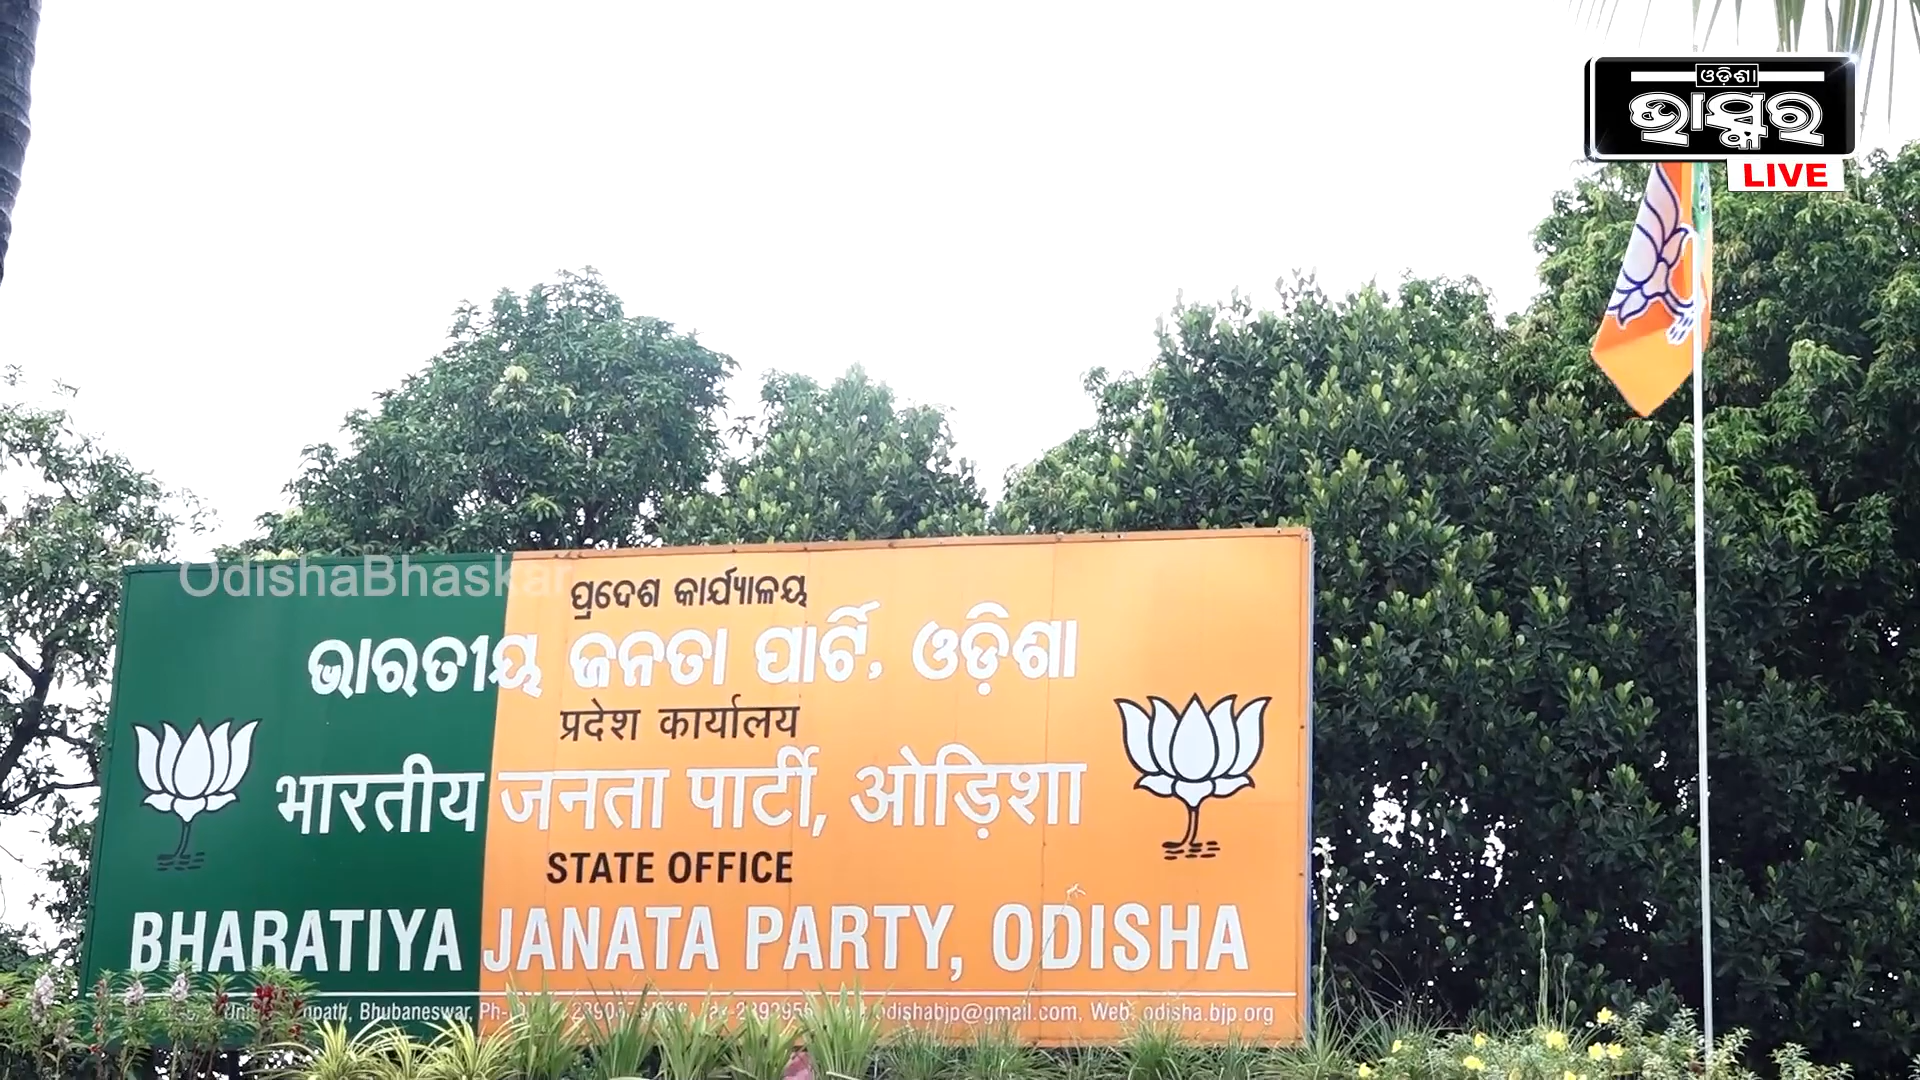 ଓଡ଼ିଶା
ଭାସ୍କର
LIVE
OdishaBhaskar
ପ୍ରଦେଶ କାର୍ଯ୍ୟାଳୟ
ଭାରତୀୟ ଜନତା ପାର୍ଟି, ଓଡ଼ିଶା
प्रदेश कार्यालय
भारतीय जनता पार्टी, ओड़िशा
STATE OFFICE
BHARATIYA JANATA PARTY, ODISHA
Bhubaneswar, Ph- odishabjp@gmail.com, Web: odisha.bjp.org